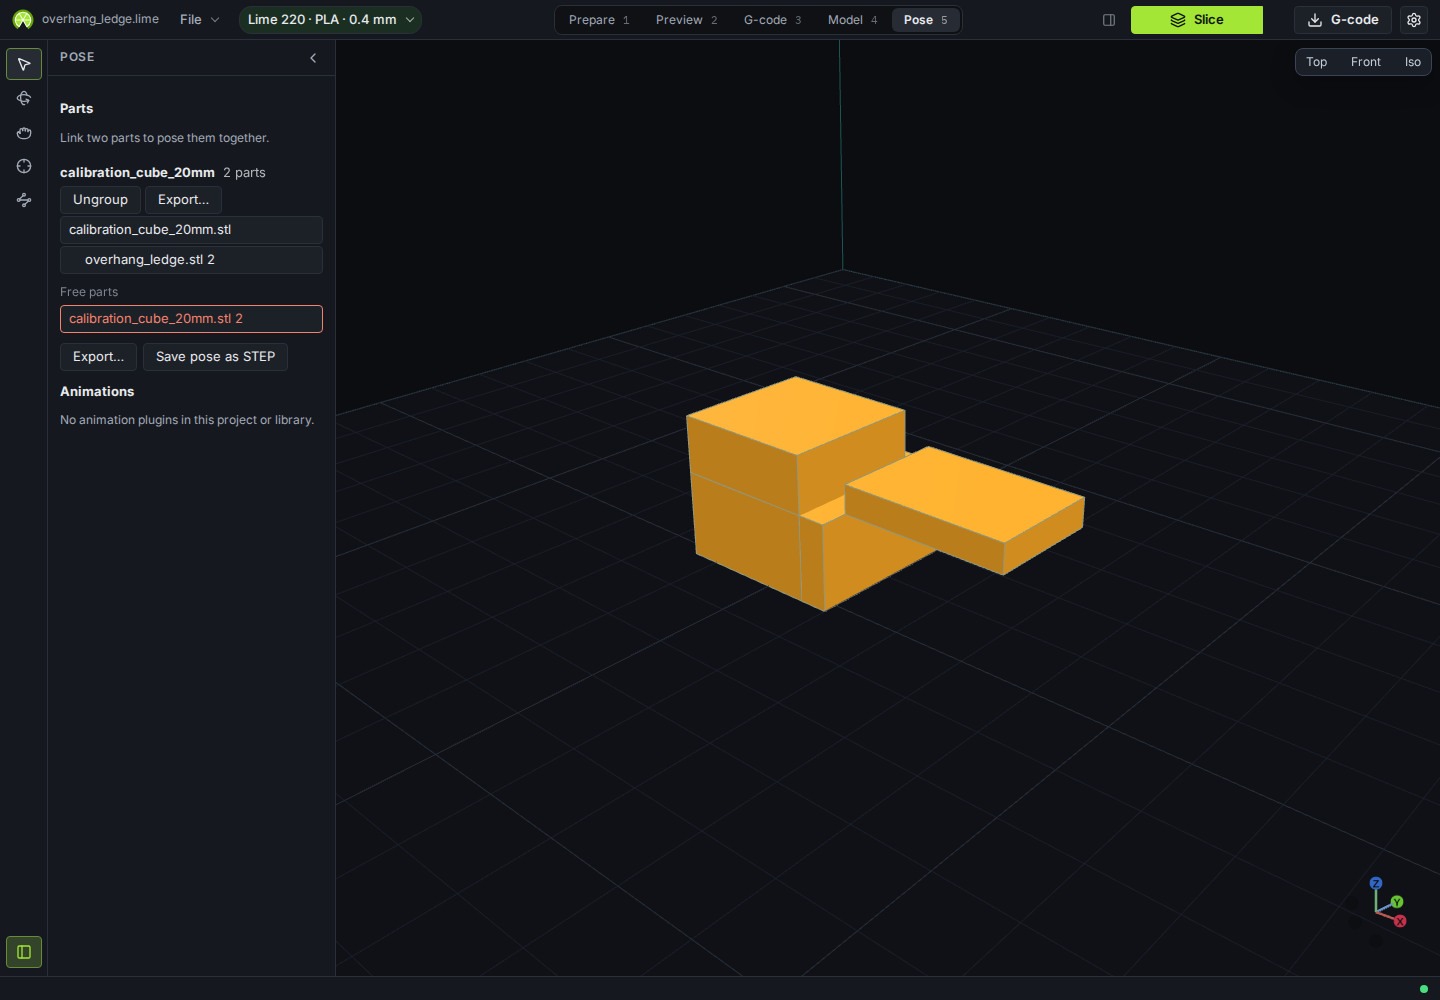 overhang_ledge.lime File Lime 220 · PLA · 0.4 mm Prepare 1 Preview 2 G-code 3 Model 4 Pose 5 Slice G-code
POSE
Top Front Iso
Parts
Link two parts to pose them together.
calibration_cube_20mm 2 parts
Ungroup Export...
calibration_cube_20mm.stl
overhang_ledge.stl 2
Free parts
calibration_cube_20mm.stl 2
Export... Save pose as STEP
Animations
No animation plugins in this project or library.
Z
Y
X